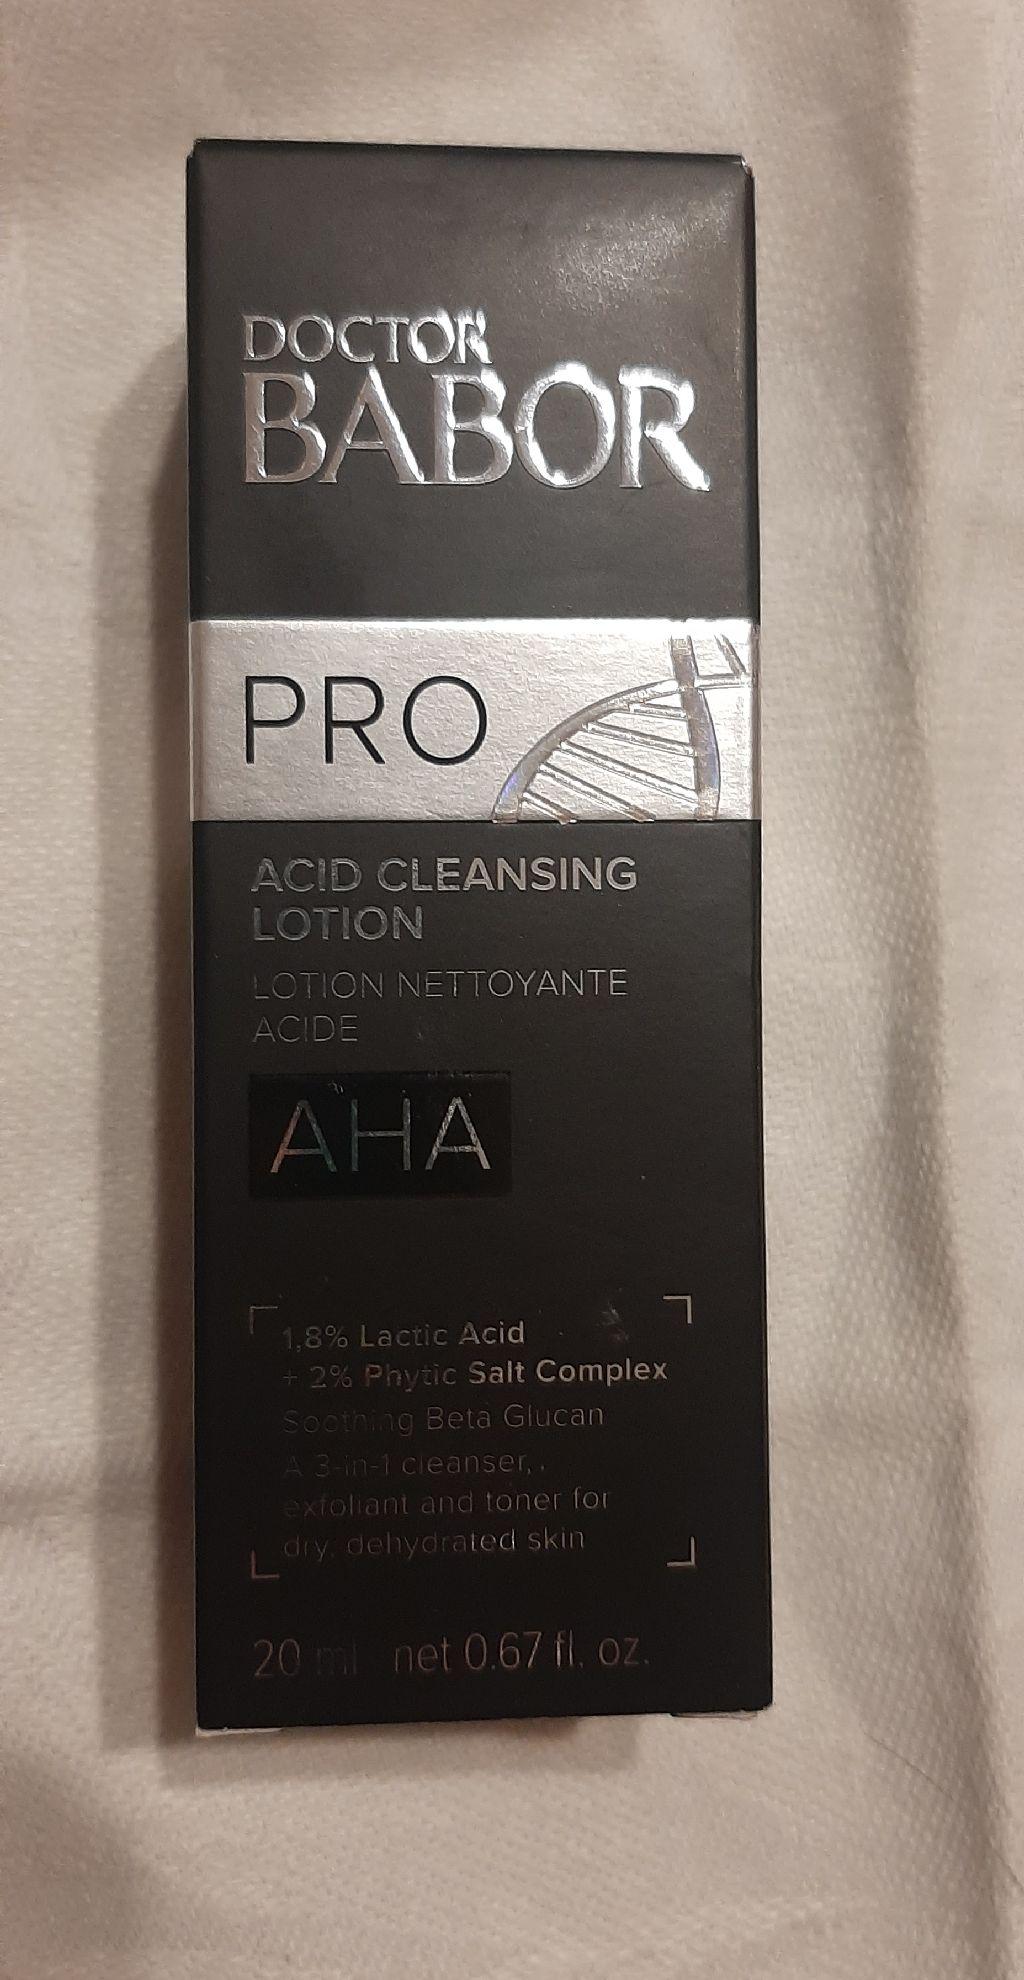 DOCTOR
BABOR
PRO
ACID CLEANSING
LOTION
LOTION NETTOYANTE
ACIDE
AHA
1,8% Lactic Acid
+ 2% Phytic Salt Complex
Soothing Beta Glucan
A 3-in-1 cleanser,
exfoliant and toner for
dry, dehydrated skin
20 ml net 0.67 fl. oz.